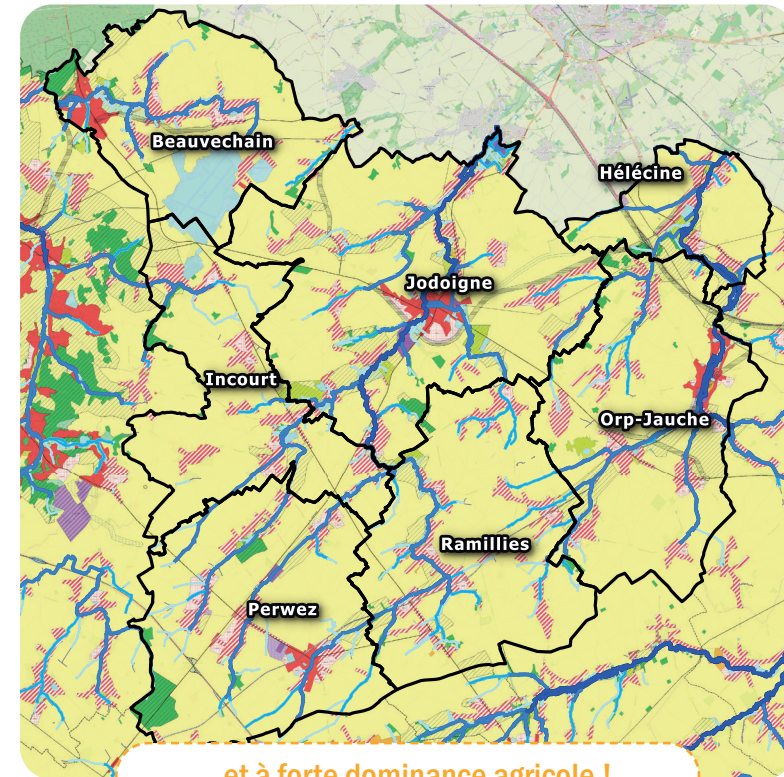 Beauvechain
Hélécine
Jodoigne
Incourt
Orp-Jauche
Ramillies
Perwez
et à forte dominance agricole !